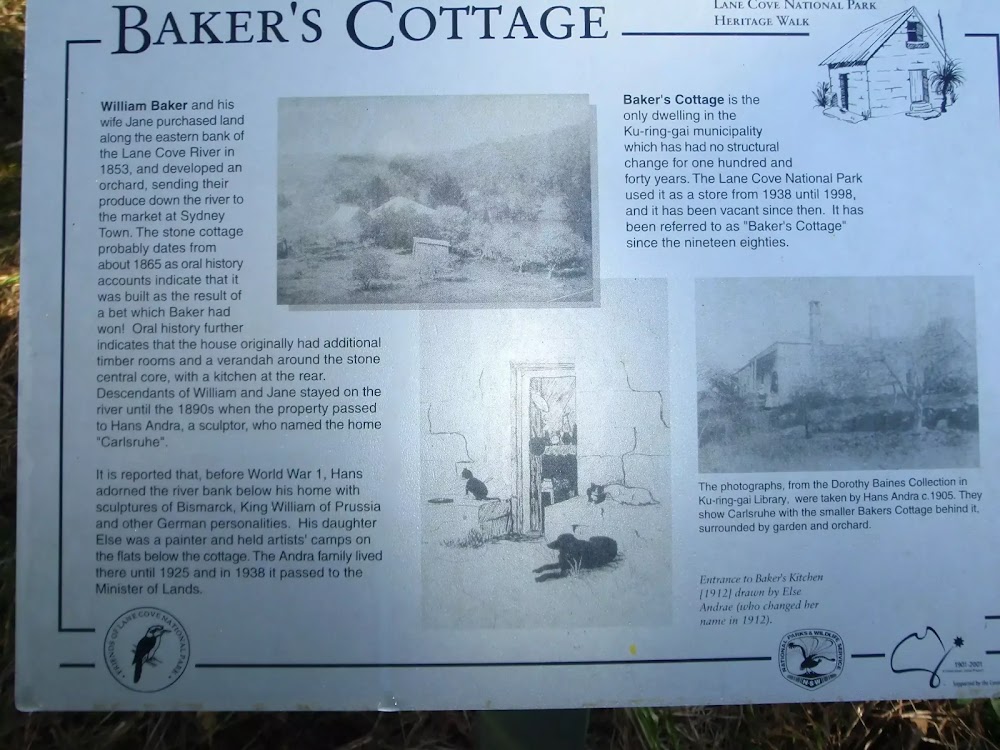 BAKER'S COTTAGE
LANE COVE NATIONAL PARK
HERITAGE WALK
William Baker and his
wife Jane purchased land
along the eastern bank of
the Lane Cove River in
1853, and developed an
orchard, sending their
produce down the river to
the market at Sydney
Town. The stone cottage
probably dates from
about 1865 as oral history
accounts indicate that it
was built as the result of
a bet which Baker had
won! Oral history further
indicates that the house originally had additional
timber rooms and a verandah around the stone
central core, with a kitchen at the rear.
Descendants of William and Jane stayed on the
river until the 1890s when the property passed
to Hans Andra, a sculptor, who named the home
"Carlsruhe".
It is reported that, before World War 1, Hans
adorned the river bank below his home with
sculptures of Bismarck, King William of Prussia
and other German personalities. His daughter
Else was a painter and held artists' camps on
the flats below the cottage. The Andra family lived
there until 1925 and in 1938 it passed to the
Minister of Lands.
Baker's Cottage is the
only dwelling in the
Ku-ring-gai municipality
which has had no structural
change for one hundred and
forty years. The Lane Cove National Park
used it as a store from 1938 until 1998,
and it has been vacant since then. It has
been referred to as "Baker's Cottage"
since the nineteen eighties.
The photographs, from the Dorothy Baines Collection in
Ku-ring-gai Library, were taken by Hans Andra c.1905. They
show Carlsruhe with the smaller Bakers Cottage behind it,
surrounded by garden and orchard.
Entrance to Baker's Kitchen
[1912] drawn by Else
Andrae (who changed her
name in 1912).
FRIENDS OF LANE COVE NATIONAL PARK
NATIONAL PARKS & WILDLIFE SERVICE
NSW
1901-2001
Supported by the